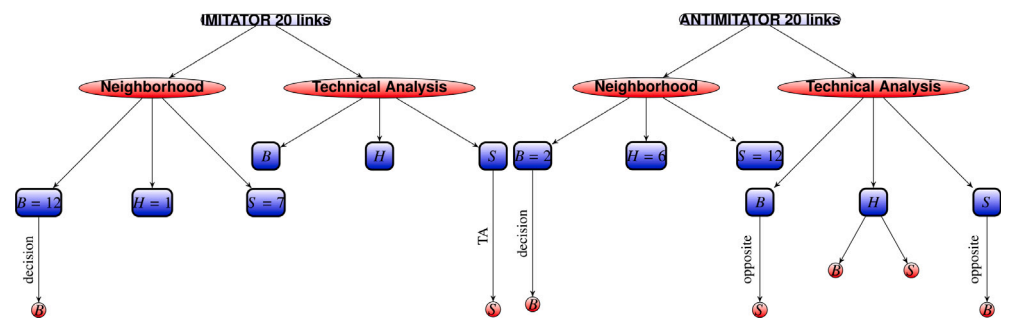 IMITATOR 20 links
ANTIMITATOR 20 links
Neighborhood
Technical Analysis
Neighborhood
Technical Analysis
B
H
S
B = 2
H = 6
S = 12
B = 12
H = 1
S = 7
B
H
S
decision
TA
decision
opposite
opposite
B
S
B
S
B
S
B